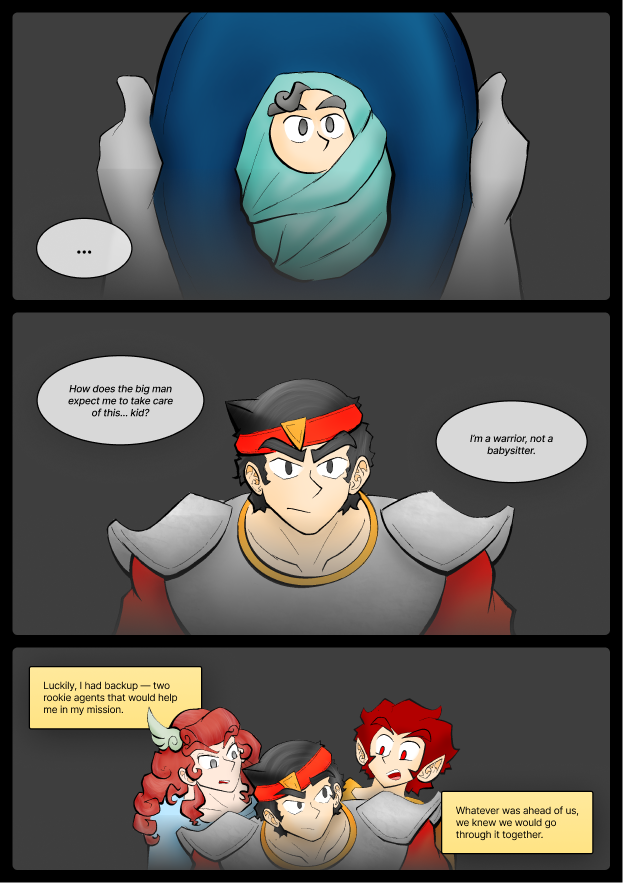 ...
How does the big man
expect me to take care
of this... kid?
I'm a warrior, not a
babysitter.
Luckily, I had backup — two
rookie agents that would help
me in my mission.
Whatever was ahead of us,
we knew we would go
through it together.